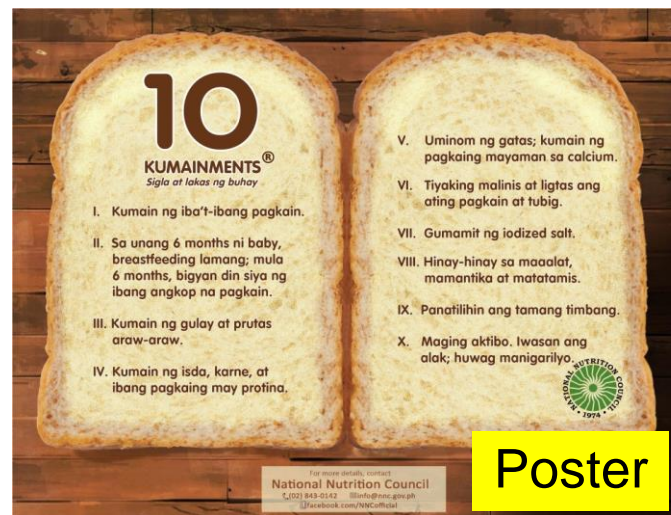 10
KUMAINMENTS®
Sigla at lakas ng buhay
I. Kumain ng iba't-ibang pagkain.
II. Sa unang 6 months ni baby,
breastfeeding lamang; mula
6 months, bigyan din siya ng
ibang angkop na pagkain.
III. Kumain ng gulay at prutas
araw-araw.
IV. Kumain ng isda, karne, at
ibang pagkaing may protina.
V. Uminom ng gatas; kumain ng
pagkaing mayaman sa calcium.
VI. Tiyaking malinis at ligtas ang
ating pagkain at tubig.
VII. Gumamit ng iodized salt.
VIII. Hinay-hinay sa maaalat,
mamantika at matatamis.
IX. Panatilihin ang tamang timbang.
X. Maging aktibo. Iwasan ang
alak; huwag manigarilyo.
NATIONAL NUTRITION COUNCIL
1974
For more details, contact
National Nutrition Council
(02) 843-0142 info@nnc.gov.ph
facebook.com/NNCofficial
Poster